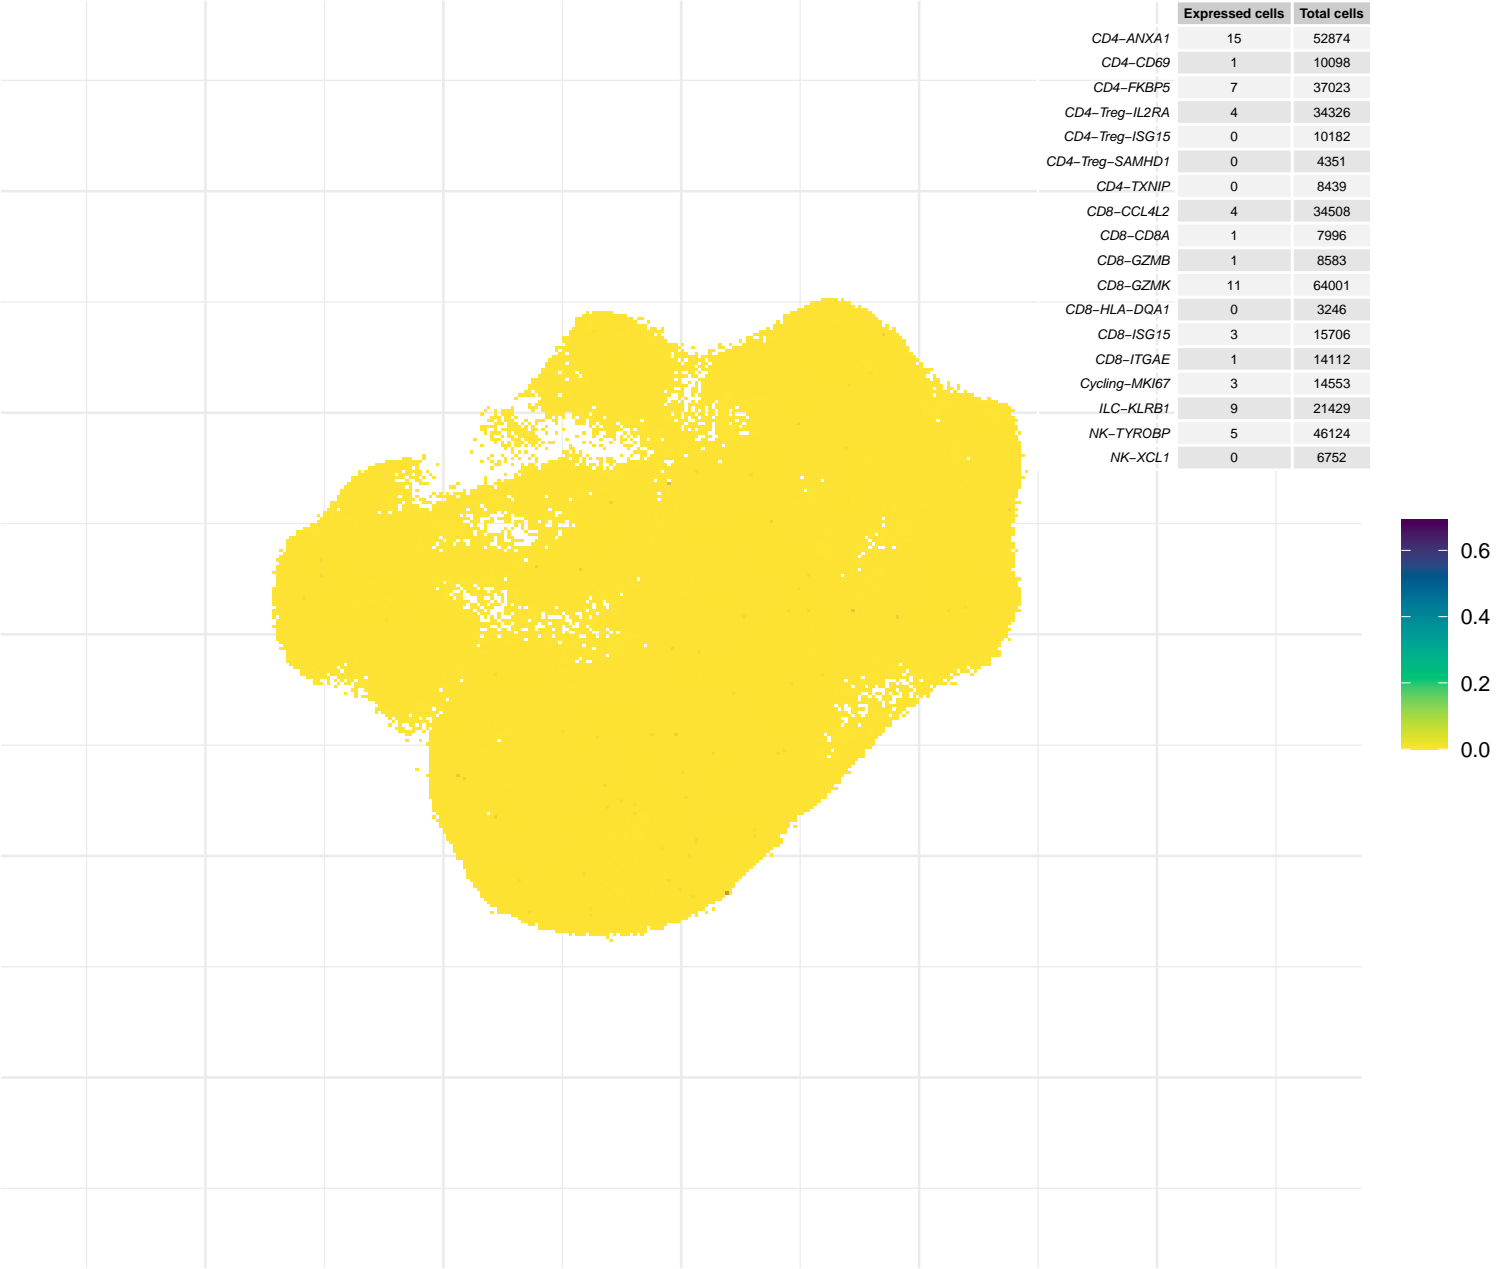 Expressed cells Total cells
CD4−ANXA1 15 52874
CD4−CD69 1 10098
CD4−FKBP5 7 37023
CD4−Treg−IL2RA 4 34326
CD4−Treg−ISG15 0 10182
CD4−Treg−SAMHD1 0 4351
CD4−TXNIP 0 8439
CD8−CCL4L2 4 34508
CD8−CD8A 1 7996
CD8−GZMB 1 8583
CD8−GZMK 11 64001
CD8−HLA−DQA1 0 3246
CD8−ISG15 3 15706
CD8−ITGAE 1 14112
Cycling−MKI67 3 14553
ILC−KLRB1 9 21429
NK−TYROBP 5 46124
NK−XCL1 0 6752
0.6
0.4
0.2
0.0